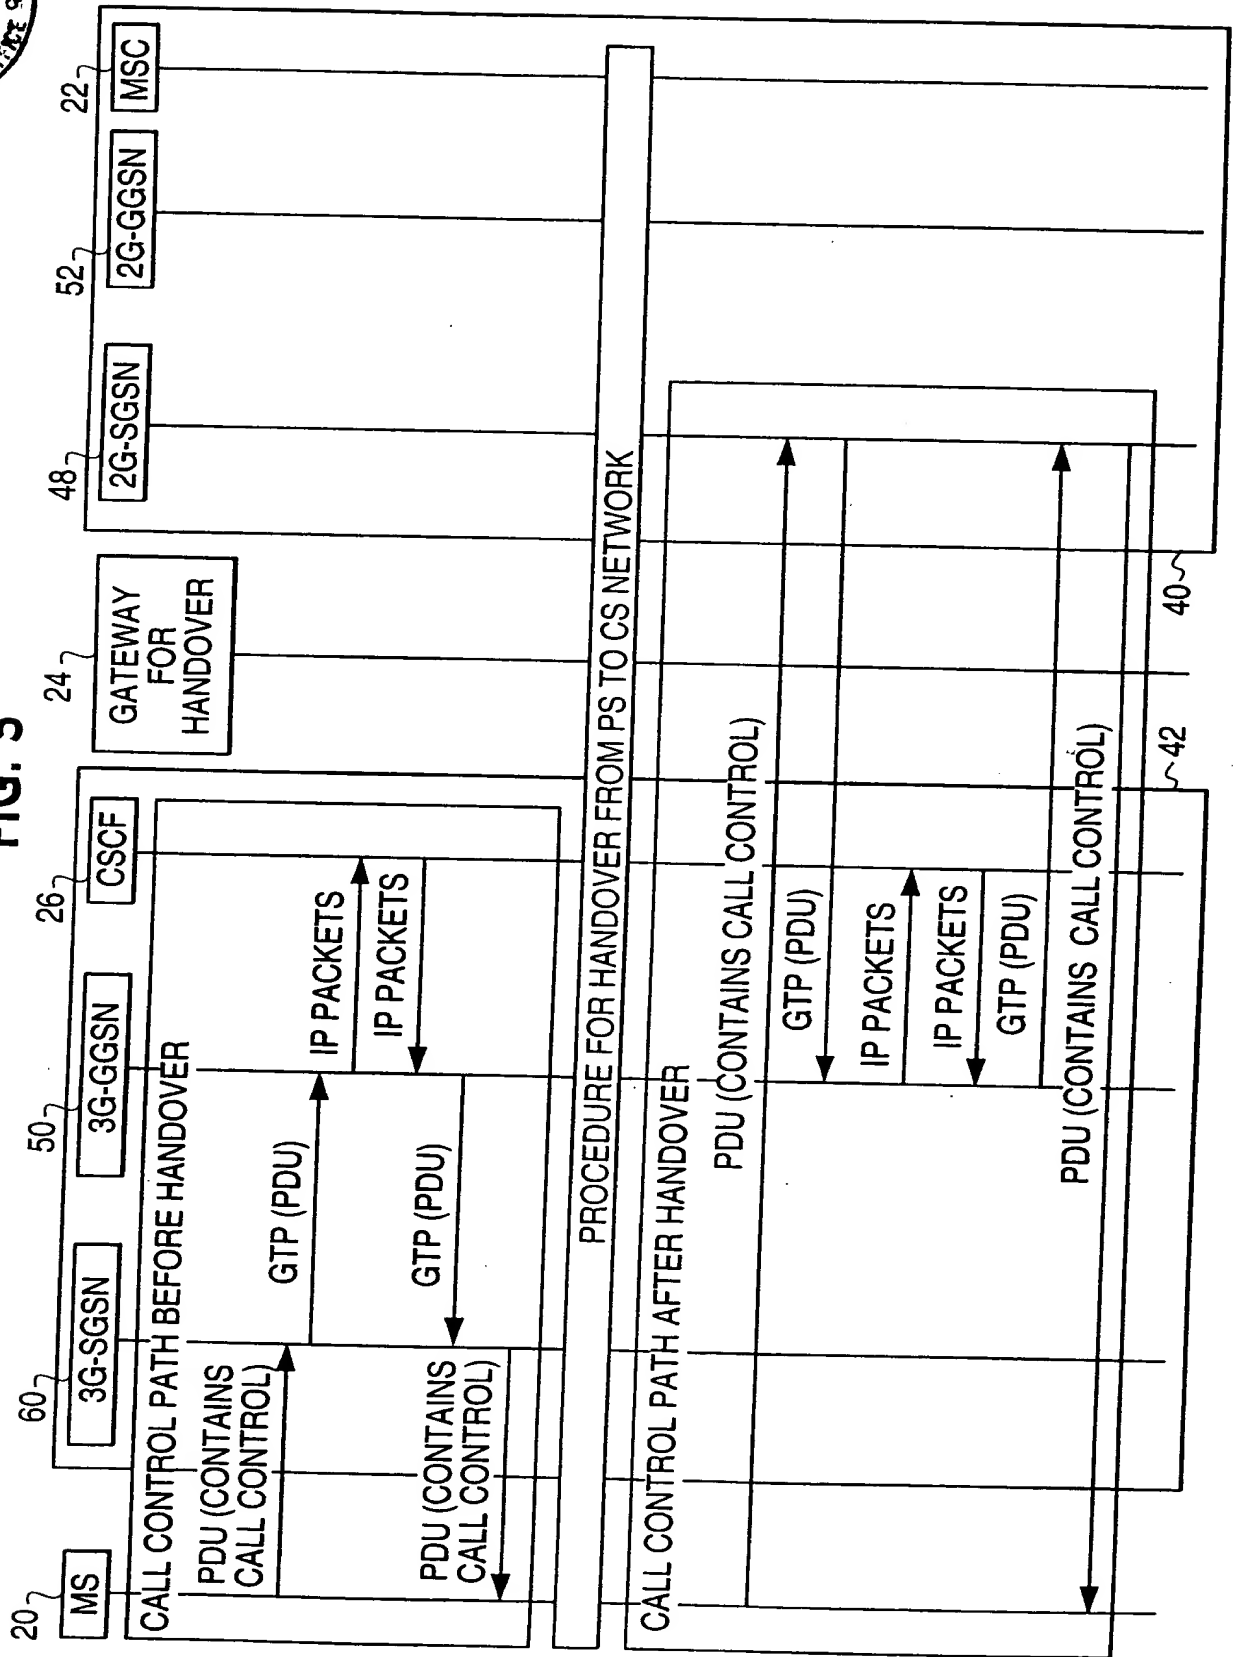 FIG. 5
20
MS
60
3G-SGSN
50
3G-GGSN
26
CSCF
24
GATEWAY
FOR
HANDOVER
48
2G-SGSN
52
2G-GGSN
22
MSC
CALL CONTROL PATH BEFORE HANDOVER
PDU (CONTAINS
CALL CONTROL)
GTP (PDU)
IP PACKETS
IP PACKETS
GTP (PDU)
PDU (CONTAINS
CALL CONTROL)
PROCEDURE FOR HANDOVER FROM PS TO CS NETWORK
CALL CONTROL PATH AFTER HANDOVER
PDU (CONTAINS CALL CONTROL)
GTP (PDU)
IP PACKETS
IP PACKETS
GTP (PDU)
PDU (CONTAINS CALL CONTROL)
42
40